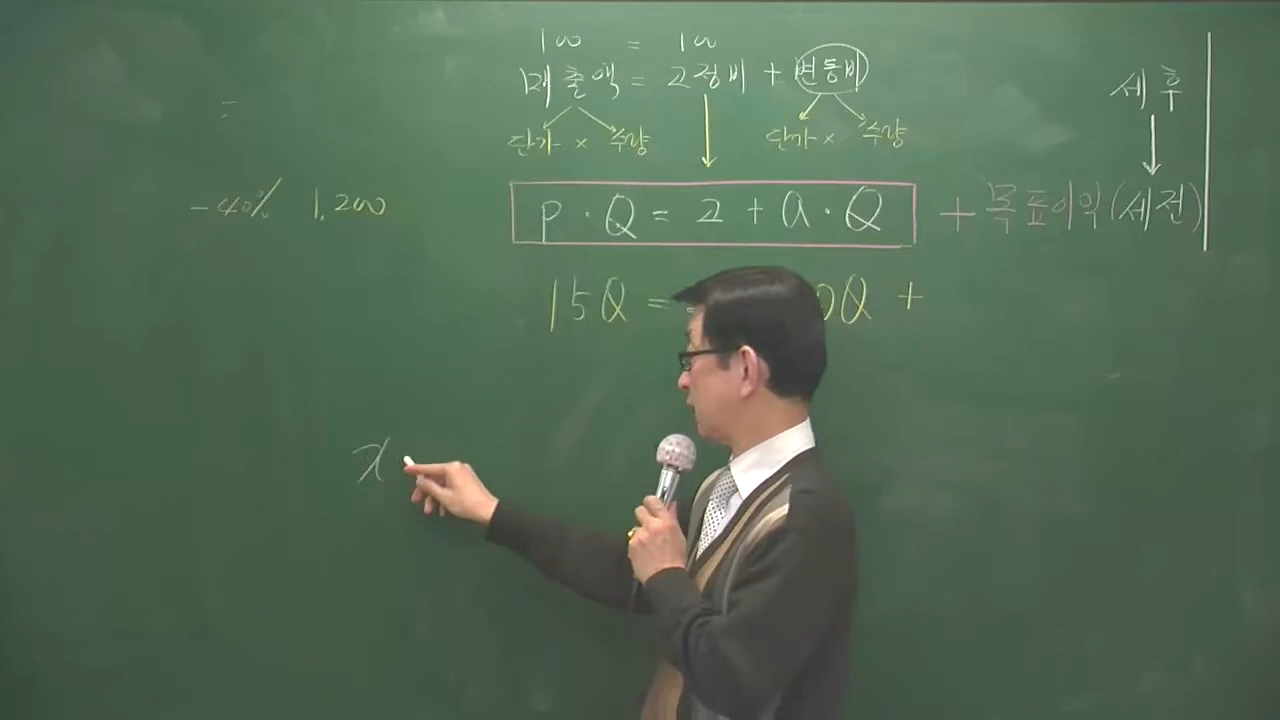 100 = 100
매출액 = 고정비 + 변동비
세후
단가 × 수량 단가 × 수량
-40% 1,200
P · Q = 고 + a · Q + 목표이익(세전)
15Q = 0Q +
x